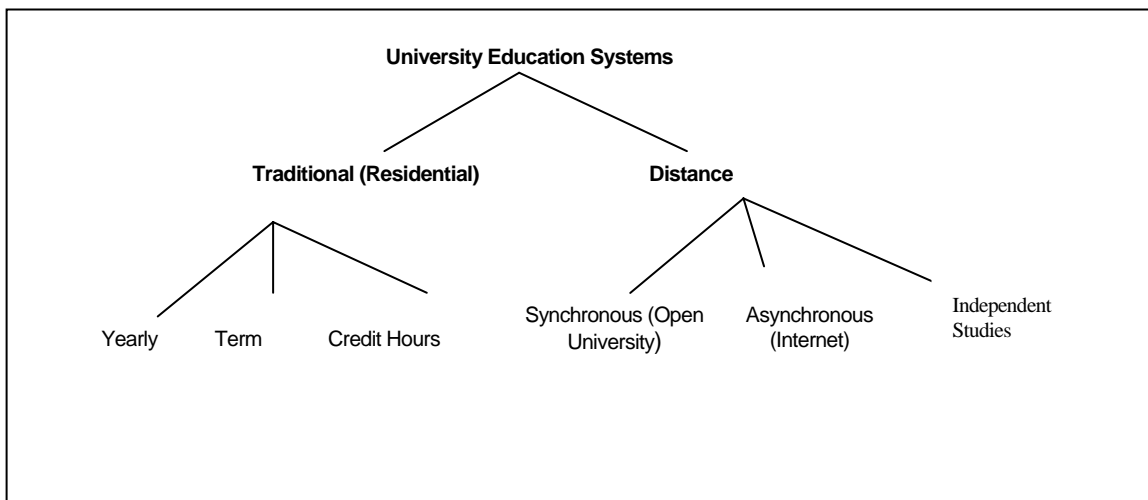 University Education Systems
Traditional (Residential)
Distance
Yearly
Term
Credit Hours
Synchronous (Open
University)
Asynchronous
(Internet)
Independent
Studies